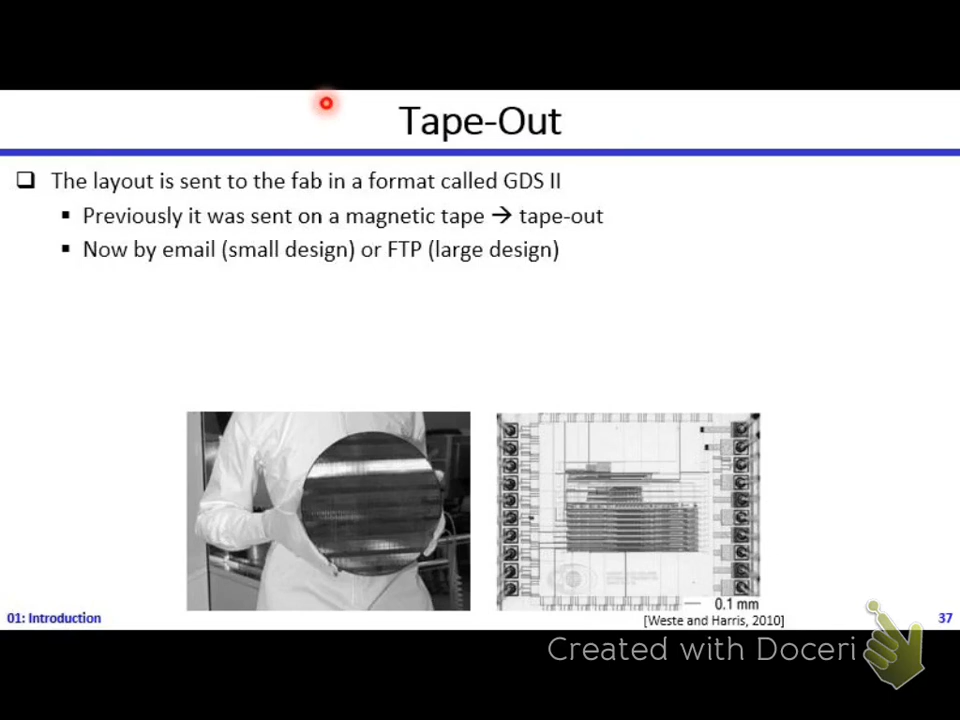 Tape-Out
❑ The layout is sent to the fab in a format called GDS II
▪ Previously it was sent on a magnetic tape → tape-out
▪ Now by email (small design) or FTP (large design)
0.1 mm
[Weste and Harris, 2010]
01: Introduction
37
Created with Doceri